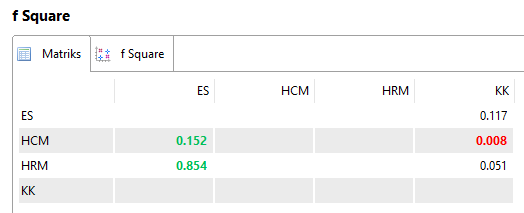 f Square
Matriks f Square
ES HCM HRM KK
ES 0.117
HCM 0.152 0.008
HRM 0.854 0.051
KK